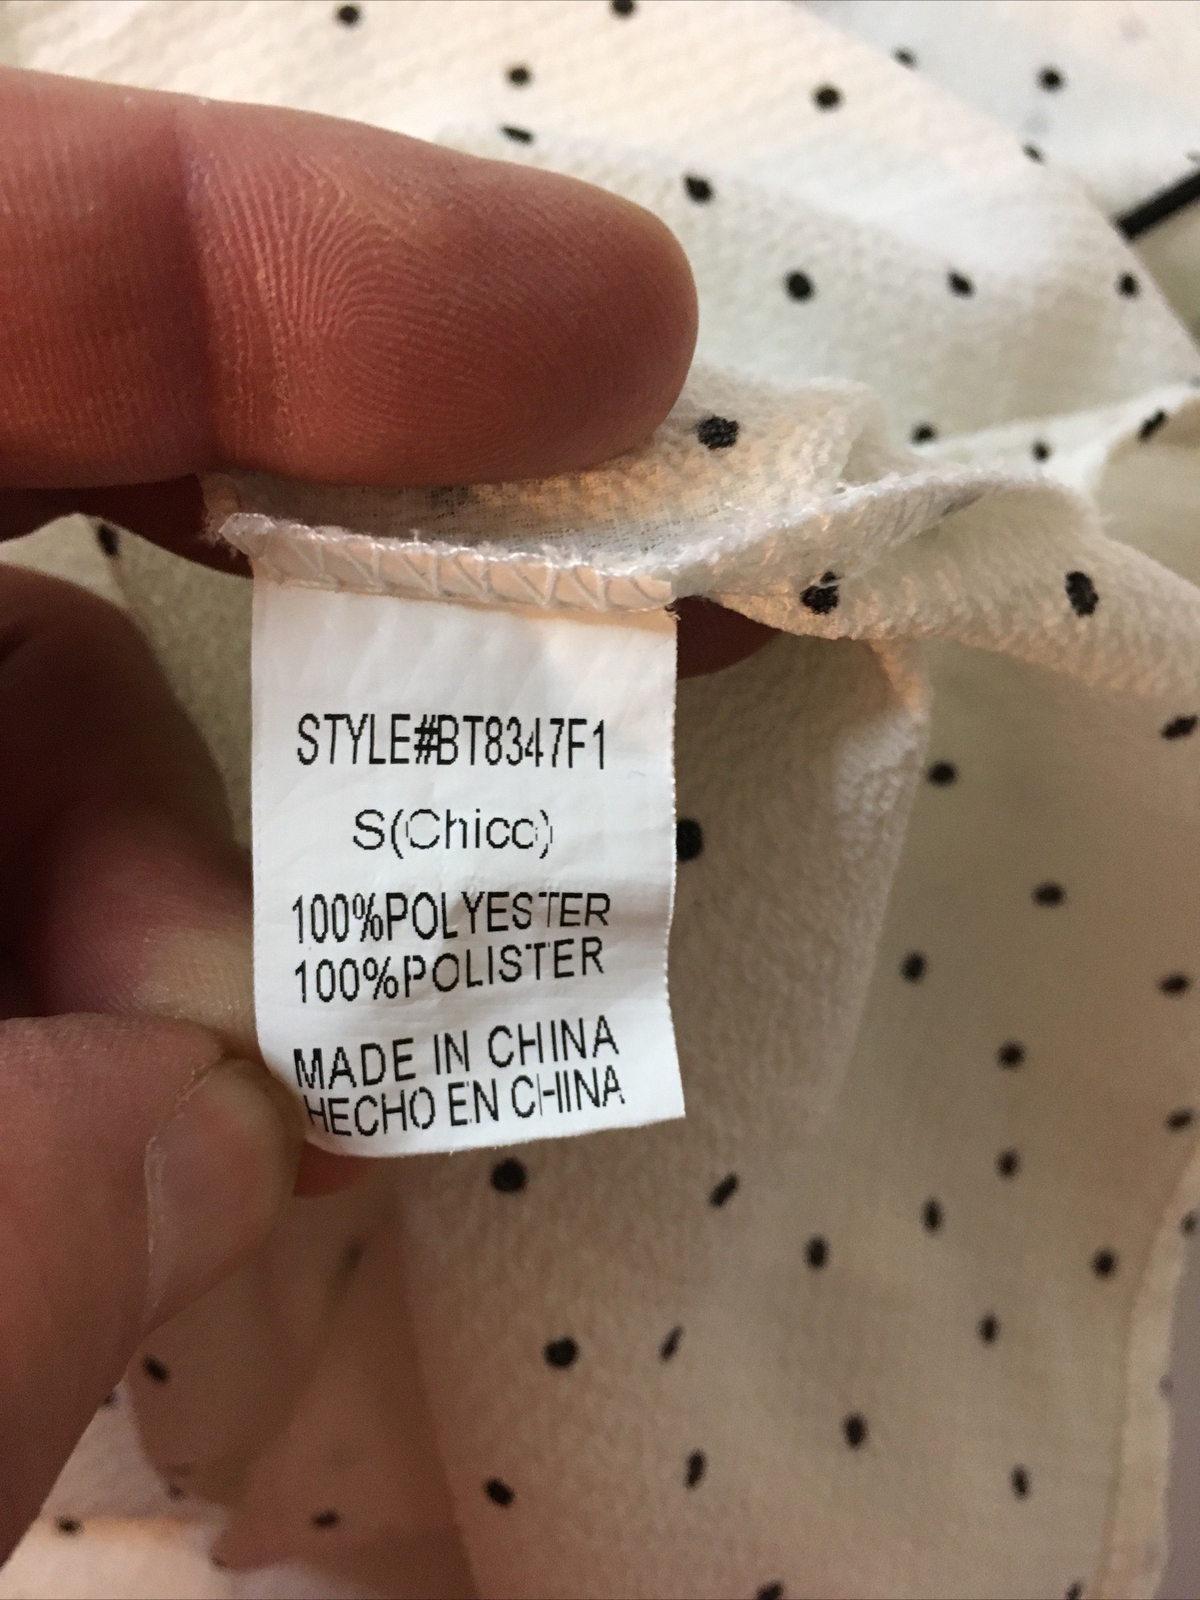 STYLE#BT8347F1
S(Chico)
100%POLYESTER
100%POLISTER
MADE IN CHINA
HECHO EN CHINA